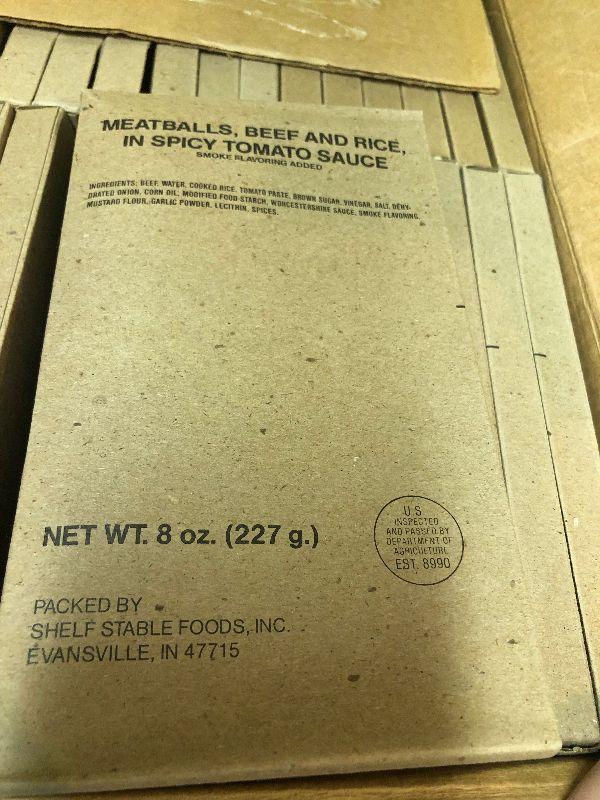 MEATBALLS, BEEF AND RICE,
IN SPICY TOMATO SAUCE
SMOKE FLAVORING ADDED
INGREDIENTS: BEEF, WATER, COOKED RICE, TOMATO PASTE, BROWN SUGAR, VINEGAR, SALT, DEHY-
DRATED ONION, CORN OIL, MODIFIED FOOD STARCH, WORCESTERSHIRE SAUCE, SMOKE FLAVORING,
MUSTARD FLOUR, GARLIC POWDER, LECITHIN, SPICES.
NET WT. 8 oz. (227 g.)
U.S
INSPECTED
AND PASSED BY
DEPARTMENT OF
AGRICULTURE
EST. 8990
PACKED BY
SHELF STABLE FOODS, INC.
EVANSVILLE, IN 47715